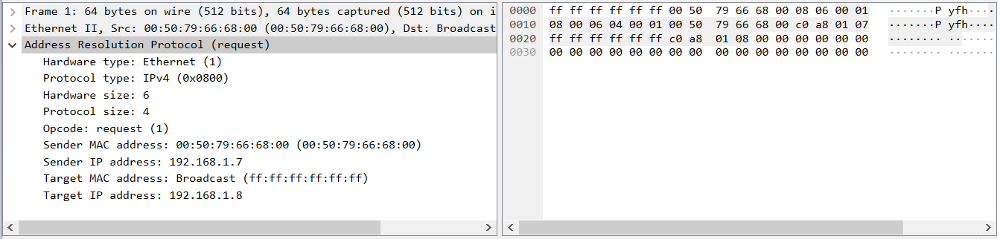 Frame 1: 64 bytes on wire (512 bits), 64 bytes captured (512 bits) on i
Ethernet II, Src: 00:50:79:66:68:00 (00:50:79:66:68:00), Dst: Broadcast
Address Resolution Protocol (request)
Hardware type: Ethernet (1)
Protocol type: IPv4 (0x0800)
Hardware size: 6
Protocol size: 4
Opcode: request (1)
Sender MAC address: 00:50:79:66:68:00 (00:50:79:66:68:00)
Sender IP address: 192.168.1.7
Target MAC address: Broadcast (ff:ff:ff:ff:ff:ff)
Target IP address: 192.168.1.8
0000 ff ff ff ff ff ff 00 50 79 66 68 00 08 06 00 01 ·······P yfh·····
0010 08 00 06 04 00 01 00 50 79 66 68 00 c0 a8 01 07 ·······P yfh·····
0020 ff ff ff ff ff ff c0 a8 01 08 00 00 00 00 00 00 ········ ········
0030 00 00 00 00 00 00 00 00 00 00 00 00 00 00 00 00 ········ ········